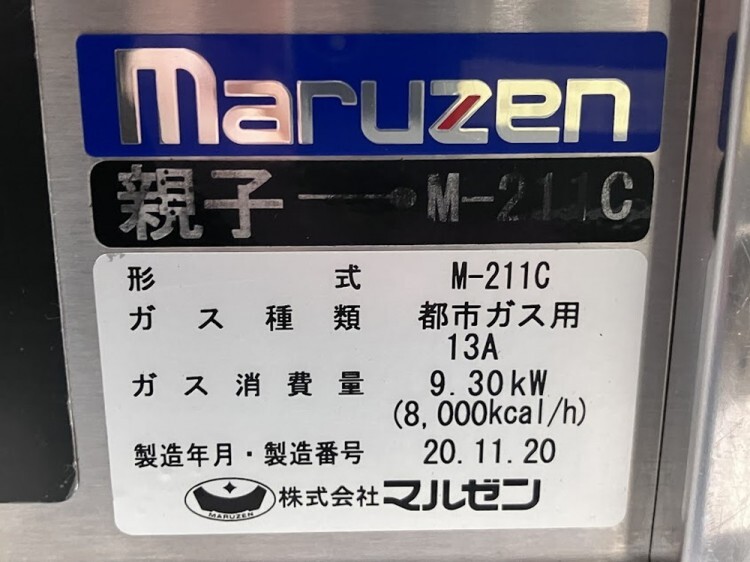 maruzen
親子 M-211C
形式 M-211C
ガス種類 都市ガス用
13A
ガス消費量 9.30kW
(8,000kcal/h)
製造年月・製造番号 20.11.20
MARUZEN 株式会社マルゼン